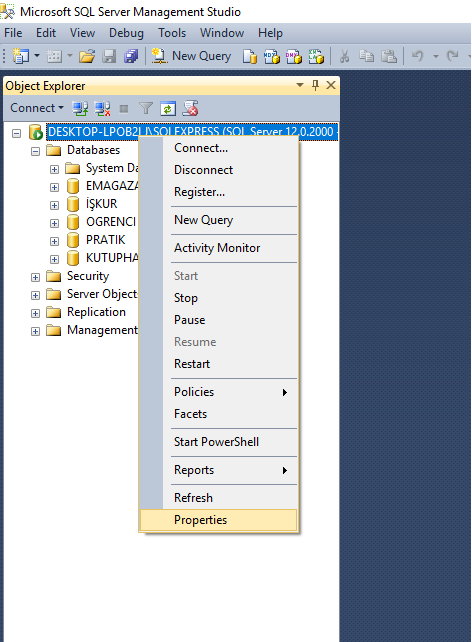 Microsoft SQL Server Management Studio
File Edit View Debug Tools Window Help
New Query
Object Explorer
Connect
DESKTOP-LPOB2LJ\SQLEXPRESS (SQL Server 12.0.2000 -
Databases
System Da
EMAGAZA
İŞKUR
OGRENCI
PRATIK
KUTUPHA
Security
Server Object
Replication
Management
Connect...
Disconnect
Register...
New Query
Activity Monitor
Start
Stop
Pause
Resume
Restart
Policies
Facets
Start PowerShell
Reports
Refresh
Properties